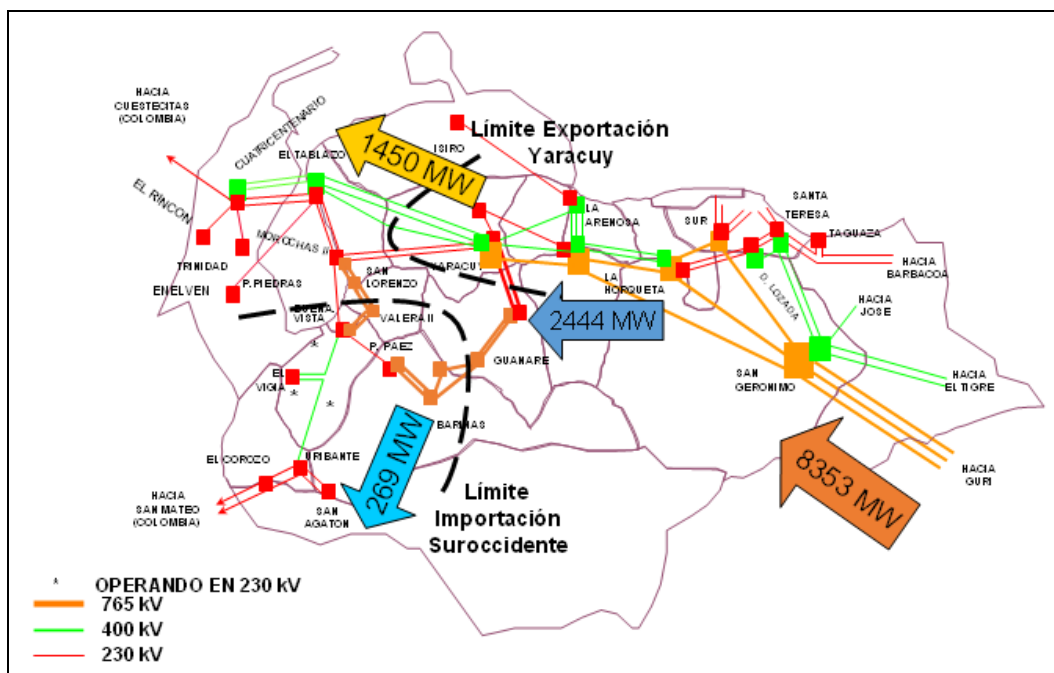 HACIA
CUESTECITAS
(COLOMBIA)
CUATRICENTENARIO
EL TABLAZO
1450 MW
ISIRO
Límite Exportación
Yaracuy
EL RINCON
MOROCHAS II
TRINIDAD
ENELVEN
P.PIEDRAS
SAN
LORENZO
VISTA
VALERA II
LA
ARENOSA
SUR
SANTA
TERESA
TAGUAZA
HACIA
BARBACOA
LA
HORQUETA
D. LOZADA
HACIA
JOSE
2444 MW
P. PAEZ
GUANARE
EL
VIGIA
*
*
*
BARINAS
SAN
GERONIMO
HACIA
EL TIGRE
EL COROZO
URIBANTE
269 MW
8353 MW
HACIA
GURI
HACIA
SAN MATEO
(COLOMBIA)
SAN
AGATON
Límite
Importación
Suroccidente
* OPERANDO EN 230 kV
765 kV
400 kV
230 kV